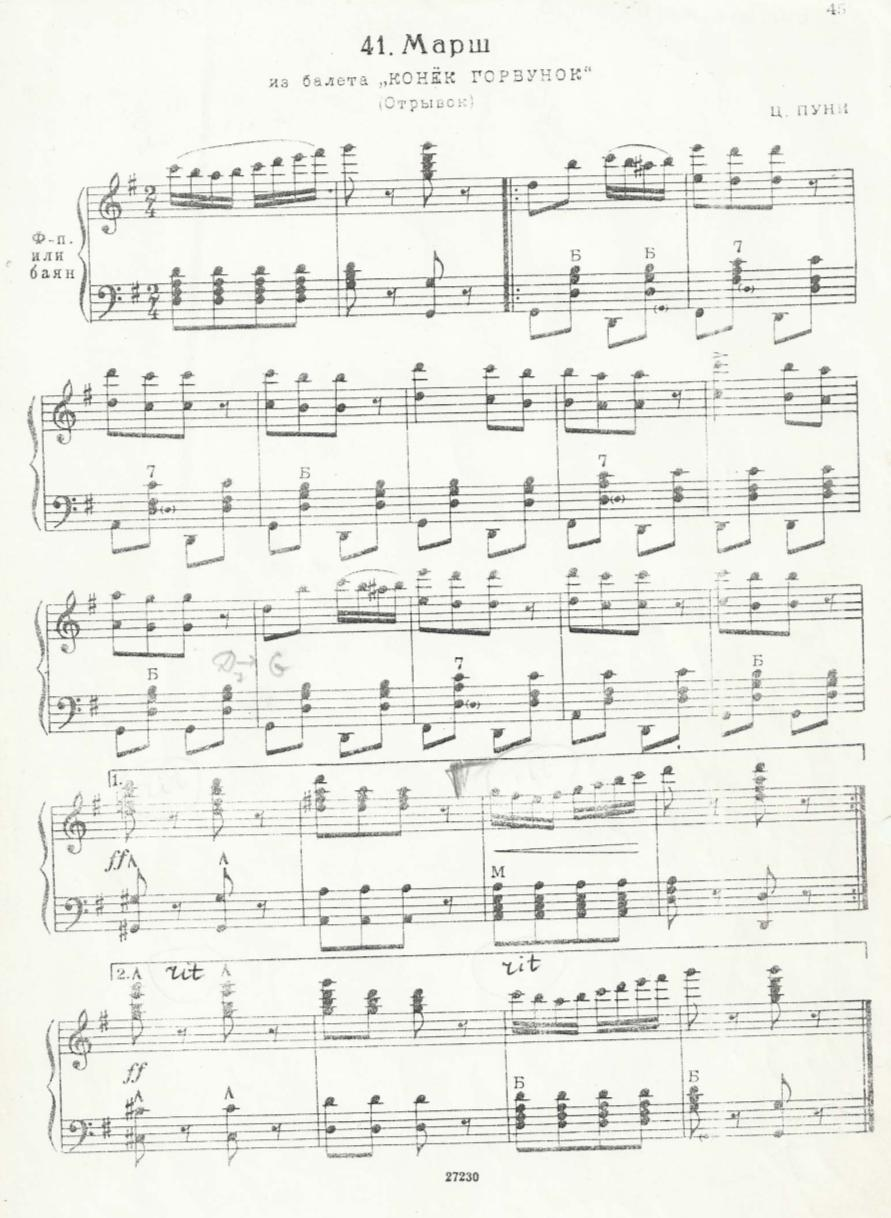 45
41. Марш
из балета „КОНЁК ГОРБУНОК“
(Отрывок)
Ц. ПУНИ
Ф-п.
или
баян
Б Б 7
7 Б 7
Б 7 Б
1.
ff
М
2. rit rit
ff
Б Б
27230